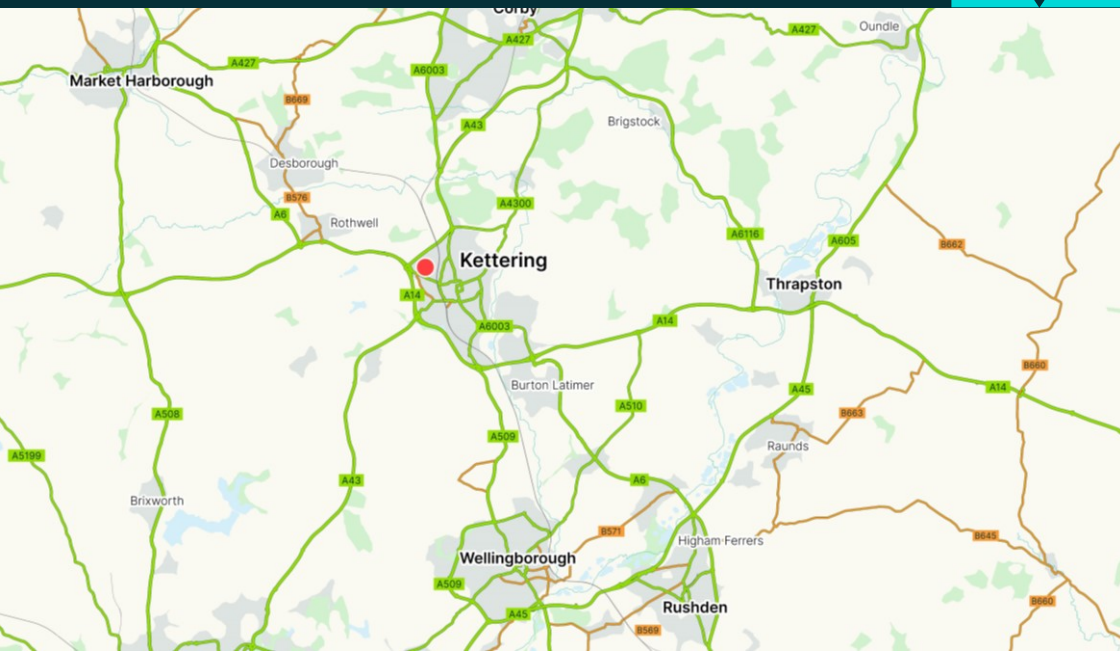 Corby
A427
Oundle
A427
A427
A6003
Market Harborough
B669
Brigstock
A43
Desborough
B576
A4300
A6
Rothwell
A6116
A605
B662
Kettering
Thrapston
A14
A14
A6003
B660
Burton Latimer
A14
A45
A510
A508
B663
A509
Raunds
A5199
A43
A6
Brixworth
B571
B645
Higham Ferrers
Wellingborough
A509
B660
Rushden
A45
B569